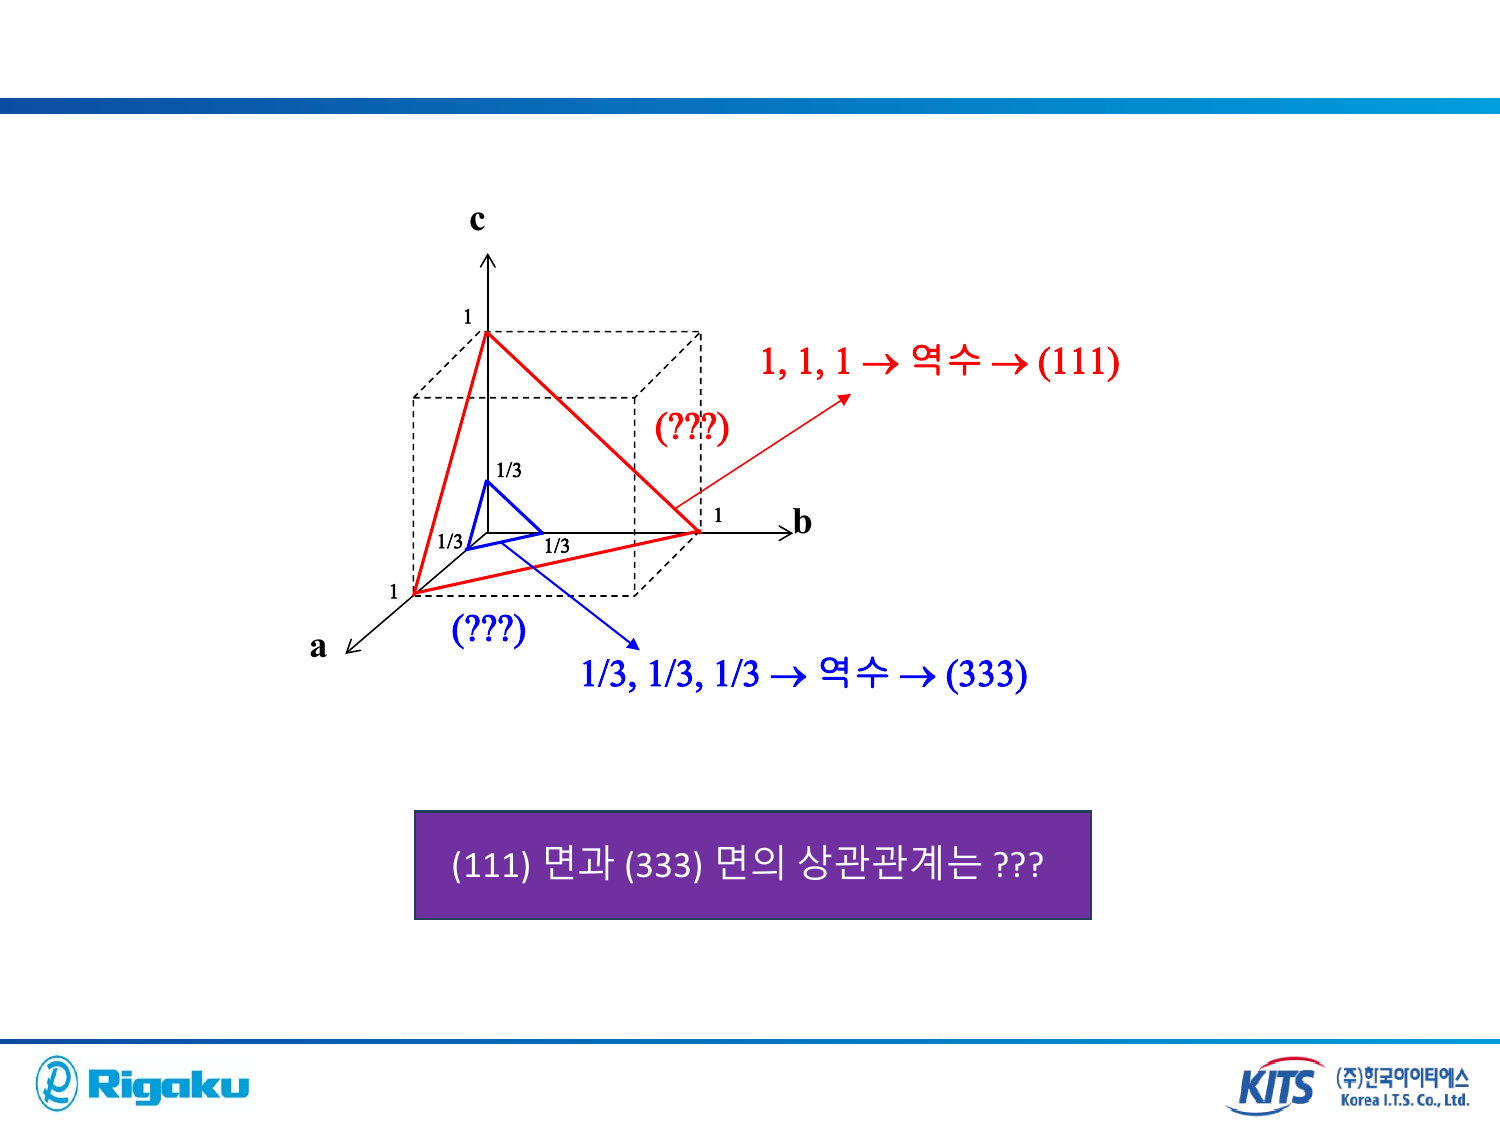 c
1
1, 1, 1 → 역수 → (111)
(???)
1/3
1
b
1/3
1/3
1
(???)
a
1/3, 1/3, 1/3 → 역수 → (333)
(111) 면과 (333) 면의 상관관계는 ???
Rigaku
KITS
(주)한국아이티에스
Korea I.T.S. Co., Ltd.